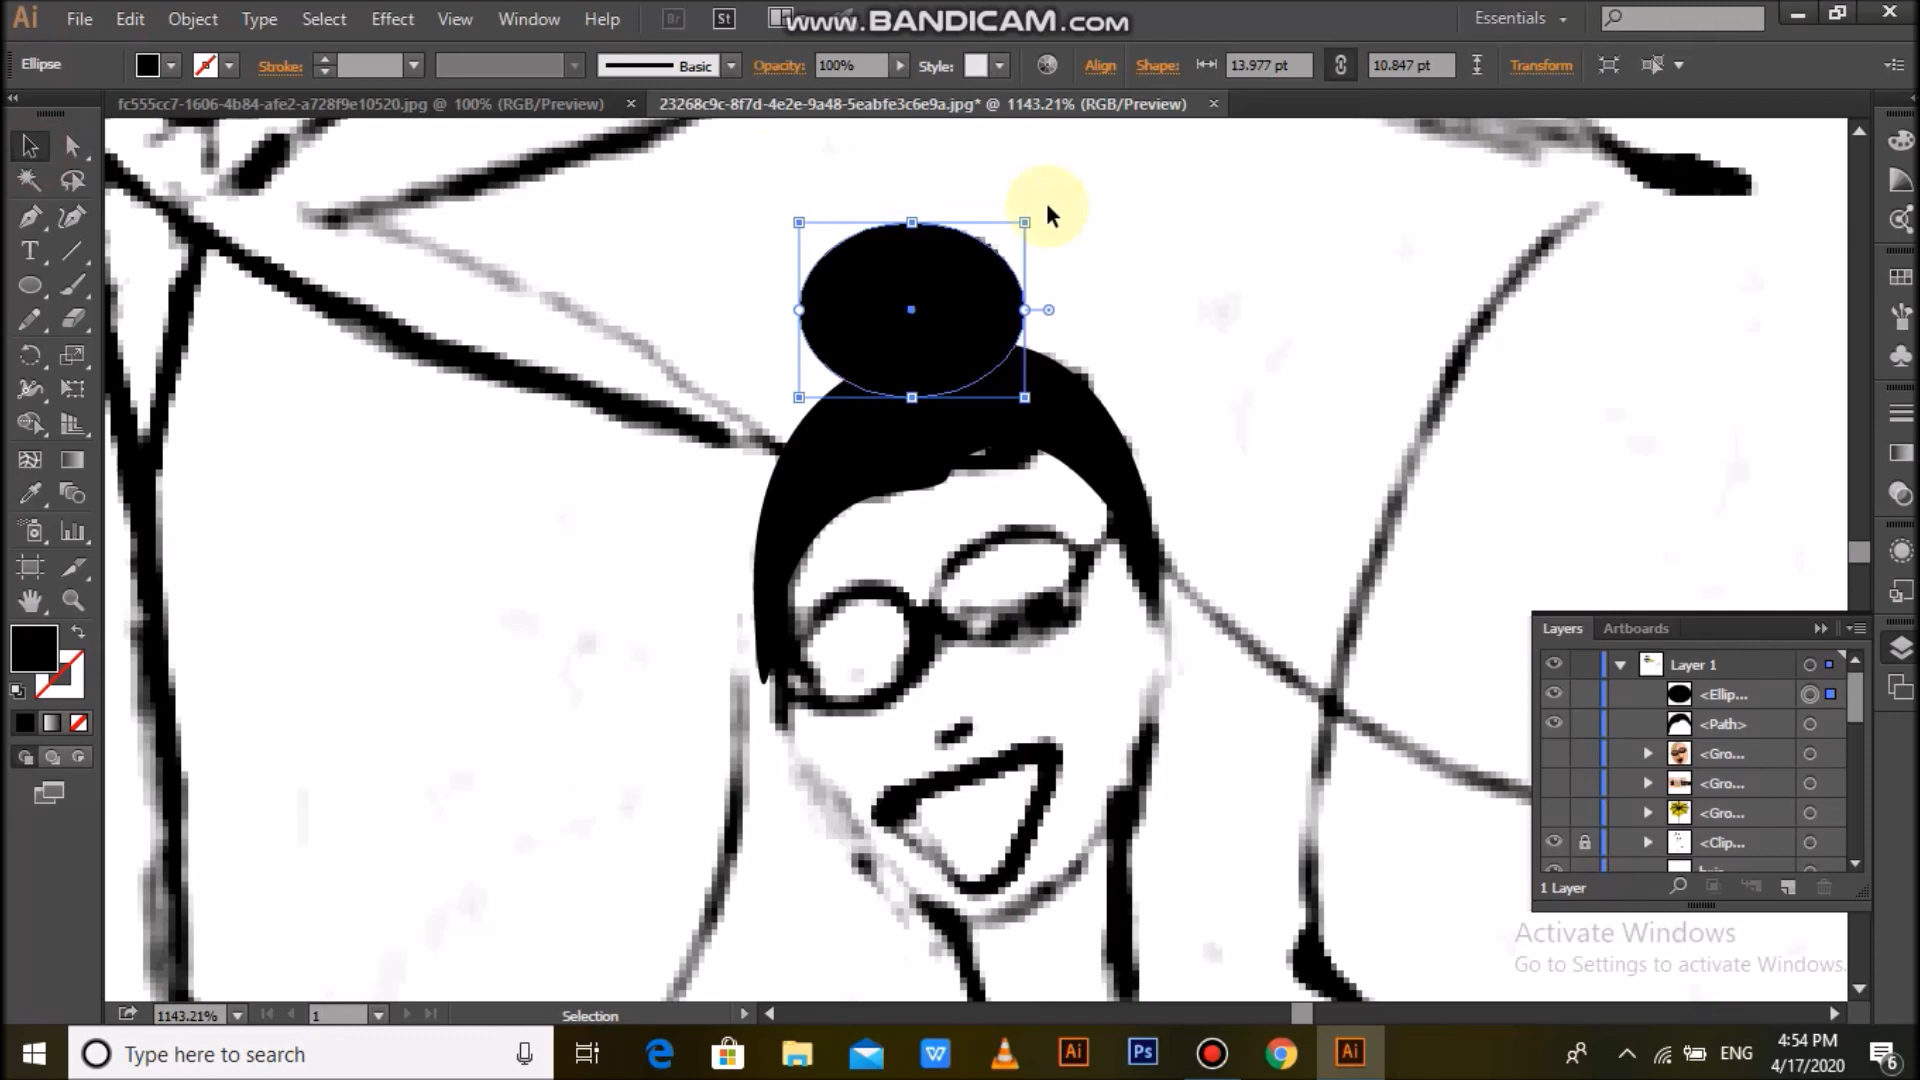 Ai File Edit Object Type Select Effect View Window Help Br St www.BANDICAM.com Essentials
Ellipse Stroke: Basic Opacity: 100% Style: Align Shape: 13.977 pt 10.847 pt Transform
fc555cc7-1606-4b84-afe2-a728f9e10520.jpg @ 100% (RGB/Preview) × 23268c9c-8f7d-4e2e-9a48-5eabfe3c6e9a.jpg* @ 1143.21% (RGB/Preview) ×
Layers Artboards
Layer 1
<Ellip...
<Path>
<Gro...
<Gro...
<Gro...
<Clip...
1 Layer
Activate Windows
Go to Settings to activate Windows.
1143.21% 1 Selection
Type here to search
W Ai Ps Ai ENG 4:54 PM
4/17/2020 6